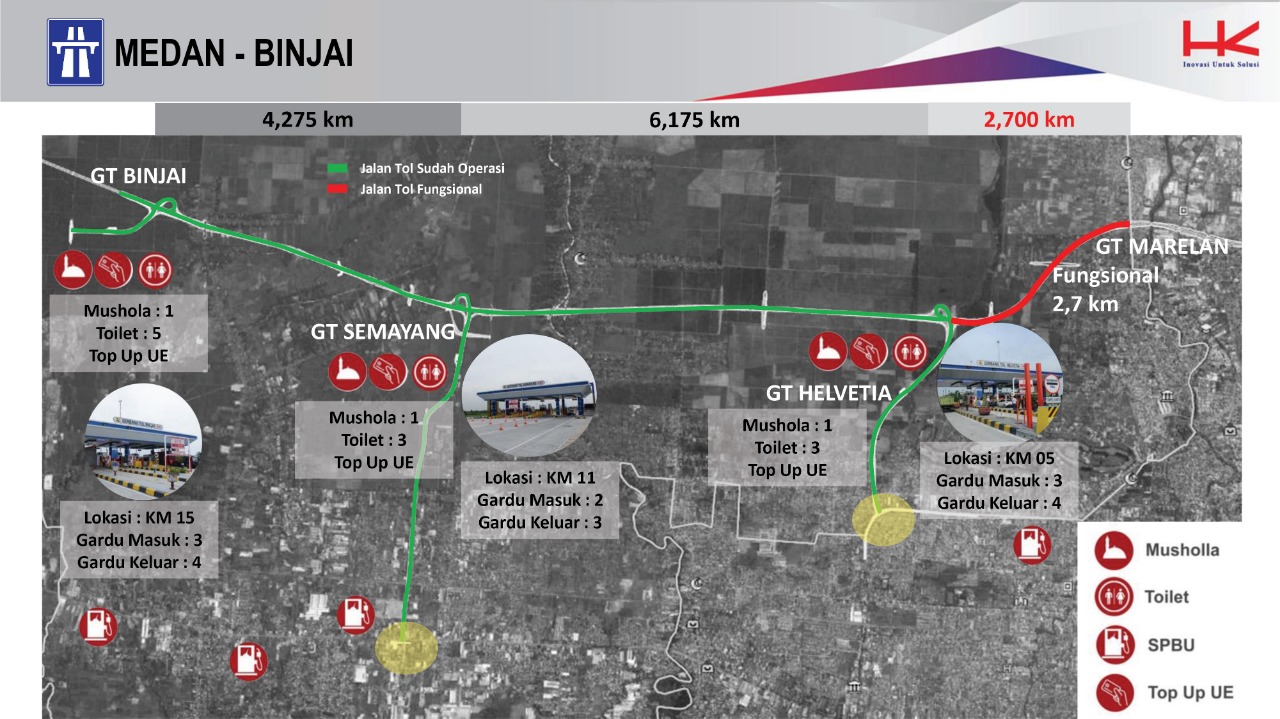 MEDAN - BINJAI
HK
Inovasi Untuk Solusi
4,275 km
6,175 km
2,700 km
Jalan Tol Sudah Operasi
Jalan Tol Fungsional
GT BINJAI
Mushola : 1
Toilet : 5
Top Up UE
Lokasi : KM 15
Gardu Masuk : 3
Gardu Keluar : 4
GT SEMAYANG
Mushola : 1
Toilet : 3
Top Up UE
Lokasi : KM 11
Gardu Masuk : 2
Gardu Keluar : 3
GT HELVETIA
Mushola : 1
Toilet : 3
Top Up UE
Lokasi : KM 05
Gardu Masuk : 3
Gardu Keluar : 4
GT MARELAN
Fungsional
2,7 km
Musholla
Toilet
SPBU
Top Up UE